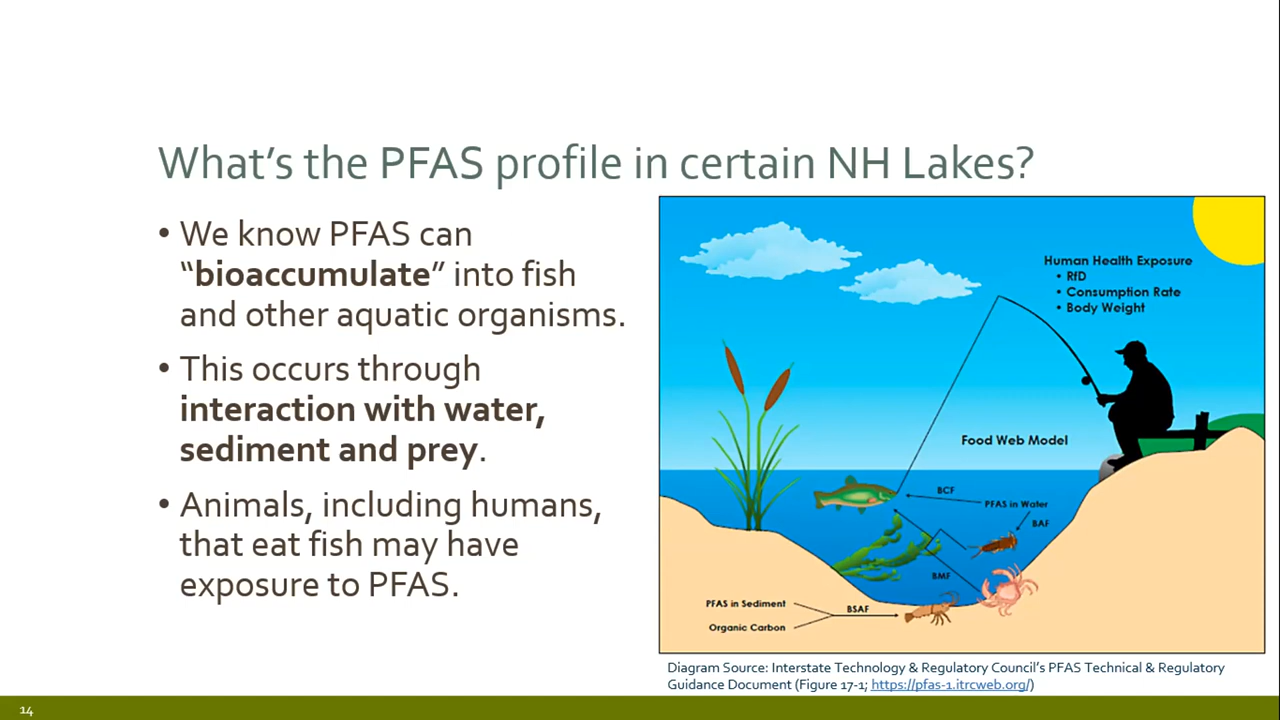 What's the PFAS profile in certain NH Lakes?
• We know PFAS can
“bioaccumulate” into fish
and other aquatic organisms.
• This occurs through
interaction with water,
sediment and prey.
• Animals, including humans,
that eat fish may have
exposure to PFAS.
Human Health Exposure
• RfD
• Consumption Rate
• Body Weight
Food Web Model
BCF
PFAS in Water
BAF
BMF
PFAS in Sediment
BSAF
Organic Carbon
Diagram Source: Interstate Technology & Regulatory Council's PFAS Technical & Regulatory
Guidance Document (Figure 17-1; https://pfas-1.itrcweb.org/)
14